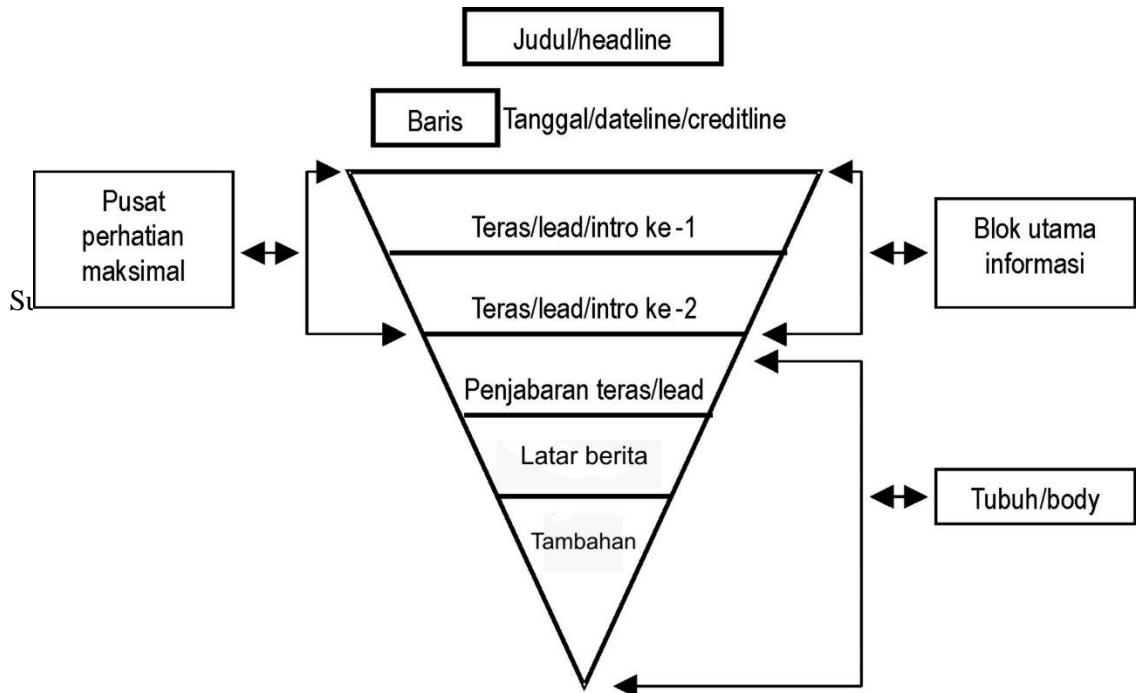 Judul/headline
Baris Tanggal/dateline/creditline
Pusat
perhatian
maksimal
Teras/lead/intro ke-1
Blok utama
informasi
Teras/lead/intro ke-2
Penjabaran teras/lead
Latar berita
Tubuh/body
Tambahan